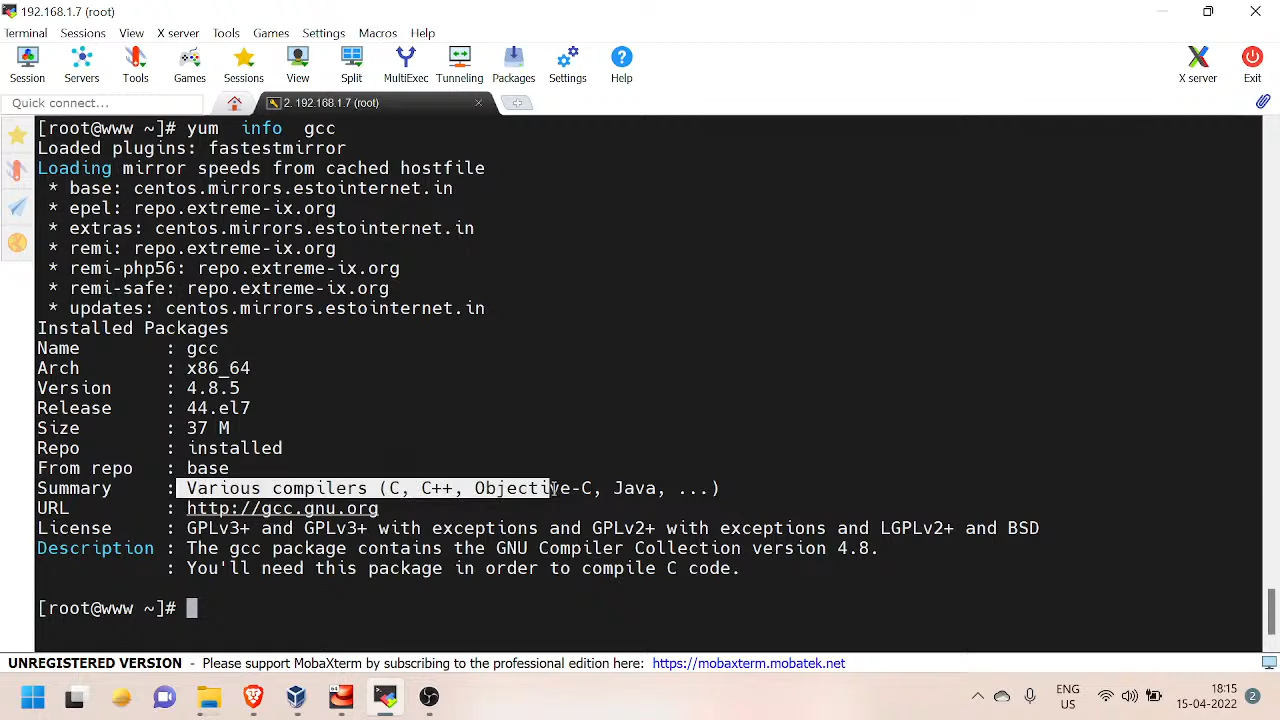 192.168.1.7 (root)
Terminal Sessions View X server Tools Games Settings Macros Help
Session Servers Tools Games Sessions View Split MultiExec Tunneling Packages Settings Help X server Exit
Quick connect... 2. 192.168.1.7 (root)
[root@www ~]# yum  info  gcc
Loaded plugins: fastestmirror
Loading mirror speeds from cached hostfile
 * base: centos.mirrors.estointernet.in
 * epel: repo.extreme-ix.org
 * extras: centos.mirrors.estointernet.in
 * remi: repo.extreme-ix.org
 * remi-php56: repo.extreme-ix.org
 * remi-safe: repo.extreme-ix.org
 * updates: centos.mirrors.estointernet.in
Installed Packages
Name        : gcc
Arch        : x86_64
Version     : 4.8.5
Release     : 44.el7
Size        : 37 M
Repo        : installed
From repo   : base
Summary     : Various compilers (C, C++, Objective-C, Java, ...)
URL         : http://gcc.gnu.org
License     : GPLv3+ and GPLv3+ with exceptions and GPLv2+ with exceptions and LGPLv2+ and BSD
Description : The gcc package contains the GNU Compiler Collection version 4.8.
            : You'll need this package in order to compile C code.
[root@www ~]#
UNREGISTERED VERSION - Please support MobaXterm by subscribing to the professional edition here: https://mobaxterm.mobatek.net
ENG 18:15
US 15-04-2022 2